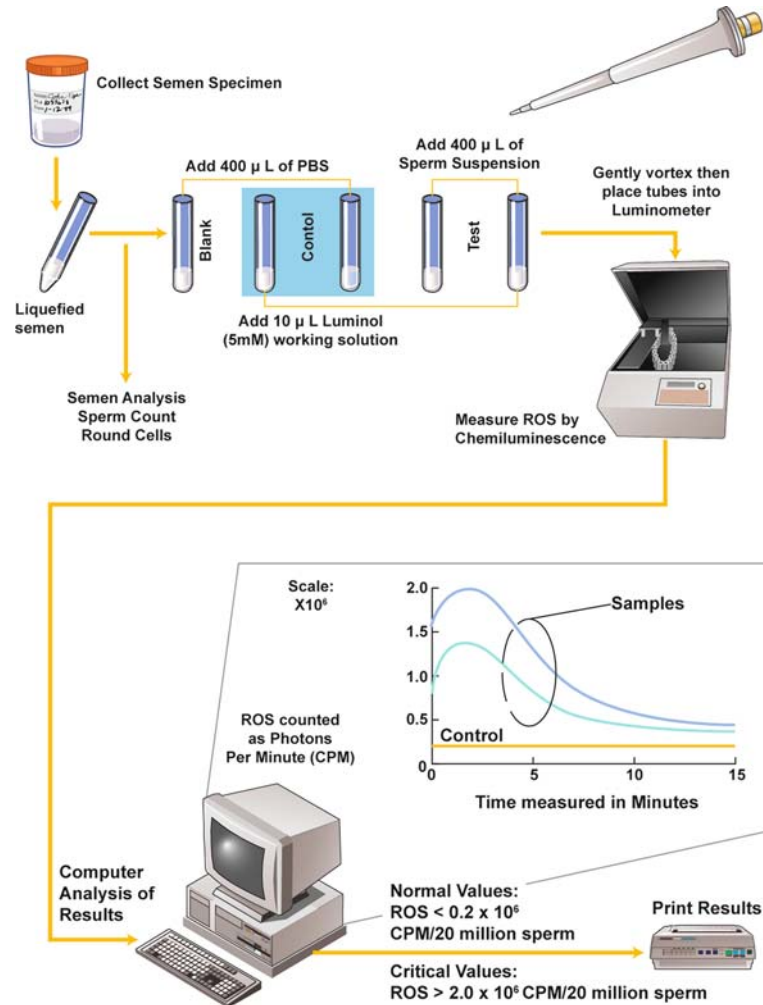 Collect Semen Specimen
Add 400 μ L of PBS
Add 400 μ L of
Sperm Suspension
Gently vortex then
place tubes into
Luminometer
Blank
Contol
Test
Liquefied
semen
Add 10 μ L Luminol
(5mM) working solution
Semen Analysis
Sperm Count
Round Cells
Measure ROS by
Chemiluminescence
Scale:
X10⁶
2.0
1.5
1.0
0.5
0
Samples
Control
0
5
10
15
Time measured in Minutes
ROS counted
as Photons
Per Minute (CPM)
Computer
Analysis of
Results
Normal Values:
ROS < 0.2 x 10⁶
CPM/20 million sperm
Critical Values:
ROS > 2.0 x 10⁶ CPM/20 million sperm
Print Results